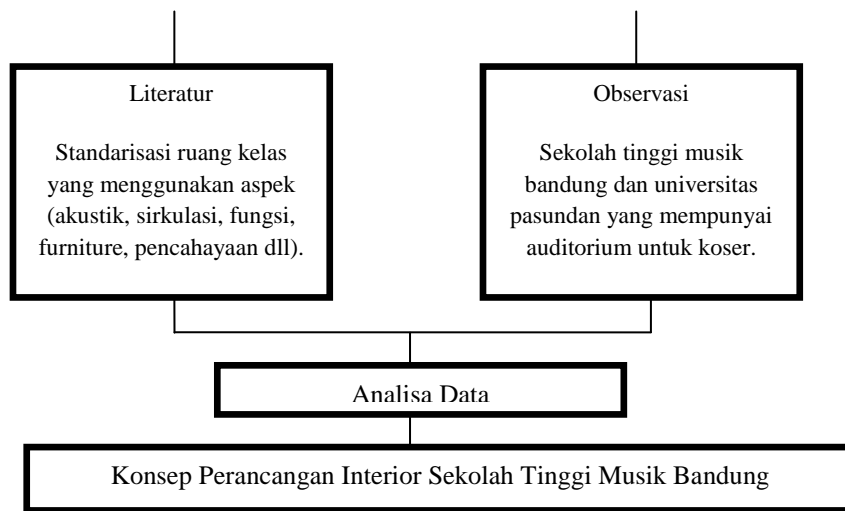 Literatur
Standarisasi ruang kelas
yang menggunakan aspek
(akustik, sirkulasi, fungsi,
furniture, pencahayaan dll).
Observasi
Sekolah tinggi musik
bandung dan universitas
pasundan yang mempunyai
auditorium untuk koser.
Analisa Data
Konsep Perancangan Interior Sekolah Tinggi Musik Bandung